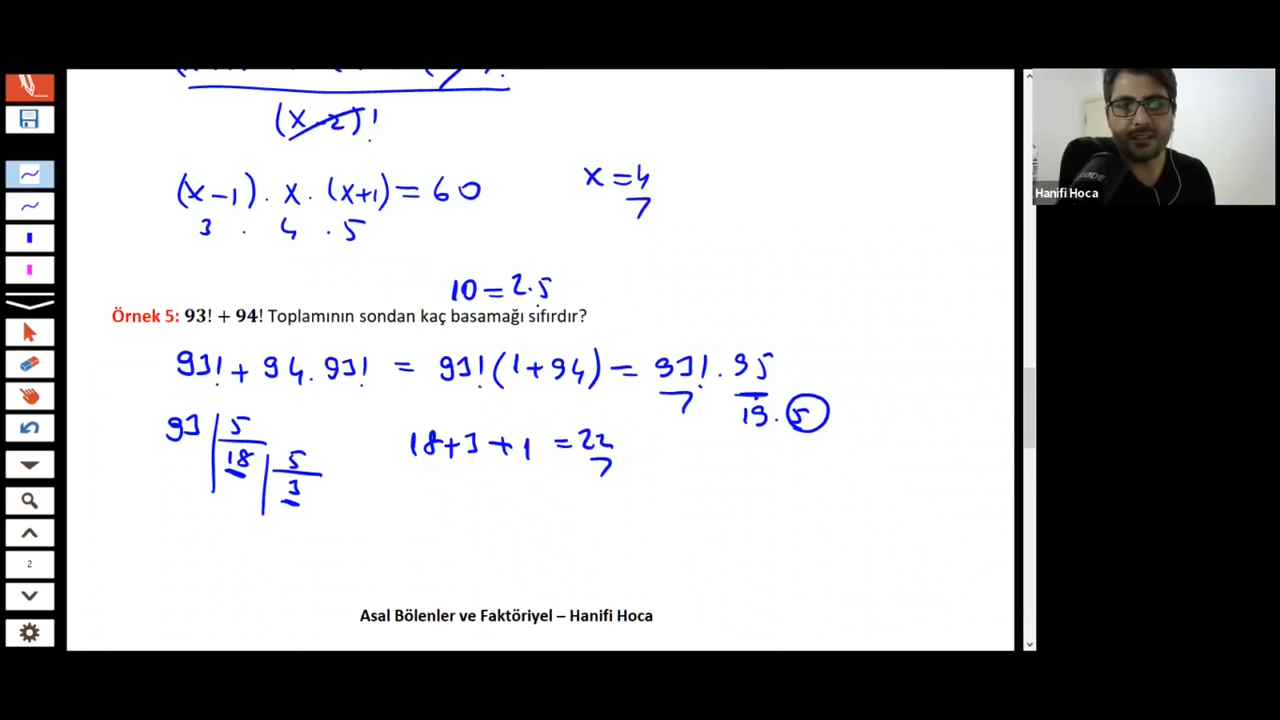 (x-2)!
(x-1) . x . (x+1) = 60
3 . 4 . 5
x = 4
10 = 2.5
Örnek 5: 93! + 94! Toplamının sondan kaç basamağı sıfırdır?
93! + 94 . 93! = 93! (1+94) = 93! . 95
19 . 5
93 | 5
18 | 5
3
18 + 3 + 1 = 22
Asal Bölenler ve Faktöriyel – Hanifi Hoca
2
Hanifi Hoca